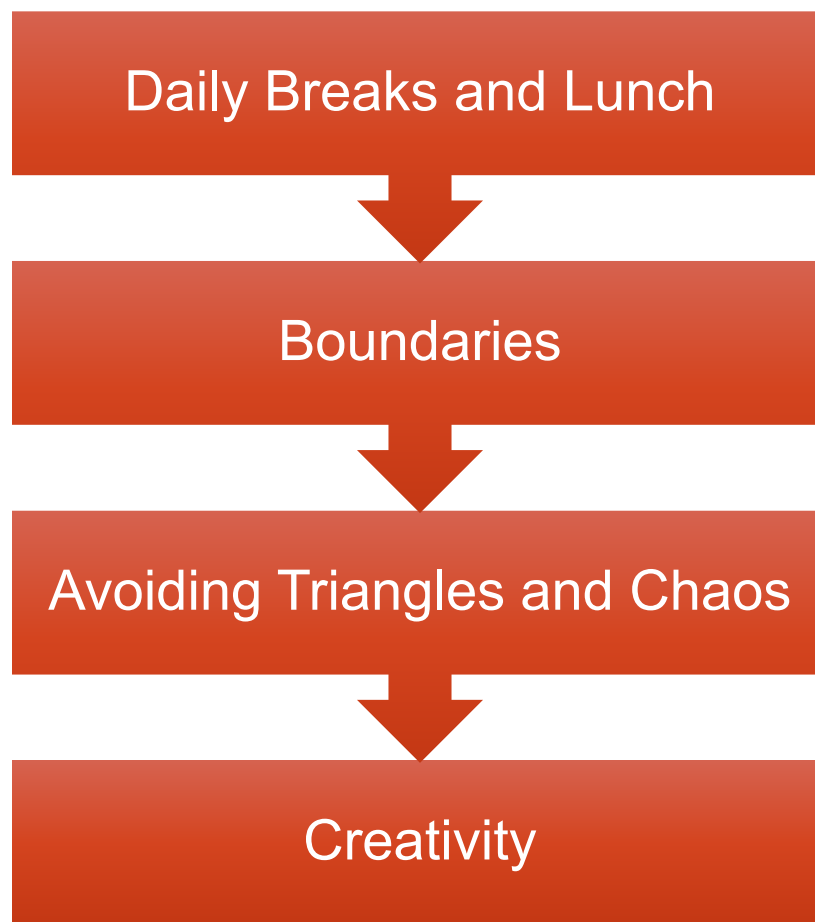 Daily Breaks and Lunch
Boundaries
Avoiding Triangles and Chaos
Creativity